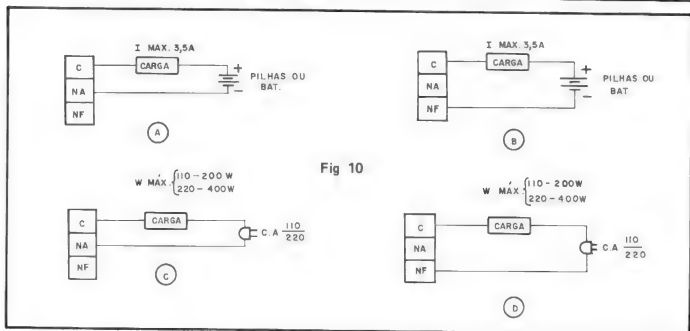 I MAX. 3,5A
C
CARGA
+
NA
PILHAS OU
BAT.
-
NF
A
I MAX. 3,5A
C
CARGA
+
NA
PILHAS OU
BAT
-
NF
B
Fig 10
W MÁX. { 110 - 200 W
220 - 400W
C
CARGA
NA
C.A 110
220
NF
C
W MÁX. { 110 - 200W
220 - 400W
C
CARGA
NA
C.A 110
220
NF
D